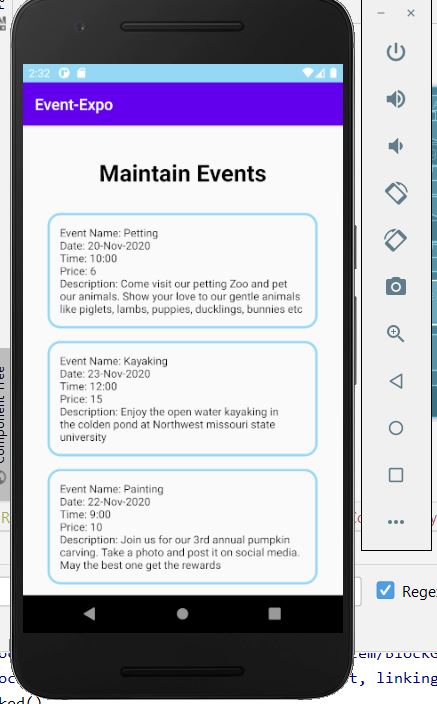 2:32
Event-Expo
Maintain Events
Event Name: Petting
Date: 20-Nov-2020
Time: 10:00
Price: 6
Description: Come visit our petting Zoo and pet
our animals. Show your love to our gentle animals
like piglets, lambs, puppies, ducklings, bunnies etc
Event Name: Kayaking
Date: 23-Nov-2020
Time: 12:00
Price: 15
Description: Enjoy the open water kayaking in
the colden pond at Northwest missouri state
university
Event Name: Painting
Date: 22-Nov-2020
Time: 9:00
Price: 10
Description: Join us for our 3rd annual pumpkin
carving. Take a photo and post it on social media.
May the best one get the rewards
Component Tree
Rege
t, linking
ked()